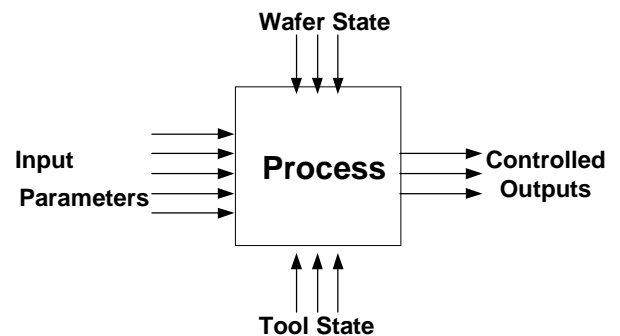 Wafer State
Input
Parameters
Process
Controlled
Outputs
Tool State